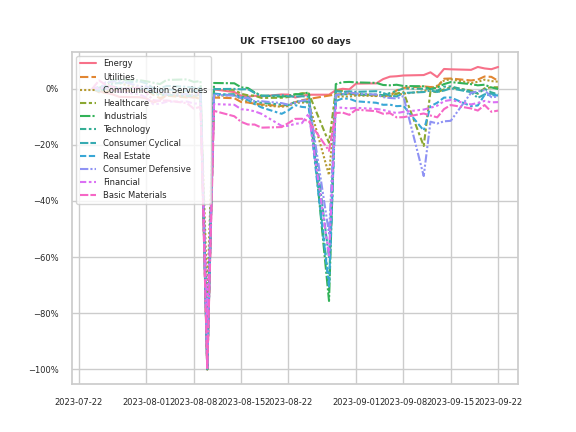 UK FTSE100 60 days
Energy
Utilities
Communication Services
Healthcare
Industrials
Technology
Consumer Cyclical
Real Estate
Consumer Defensive
Financial
Basic Materials
0%
−20%
−40%
−60%
−80%
−100%
2023-07-22 2023-08-01 2023-08-08 2023-08-15 2023-08-22 2023-09-01 2023-09-08 2023-09-15 2023-09-22